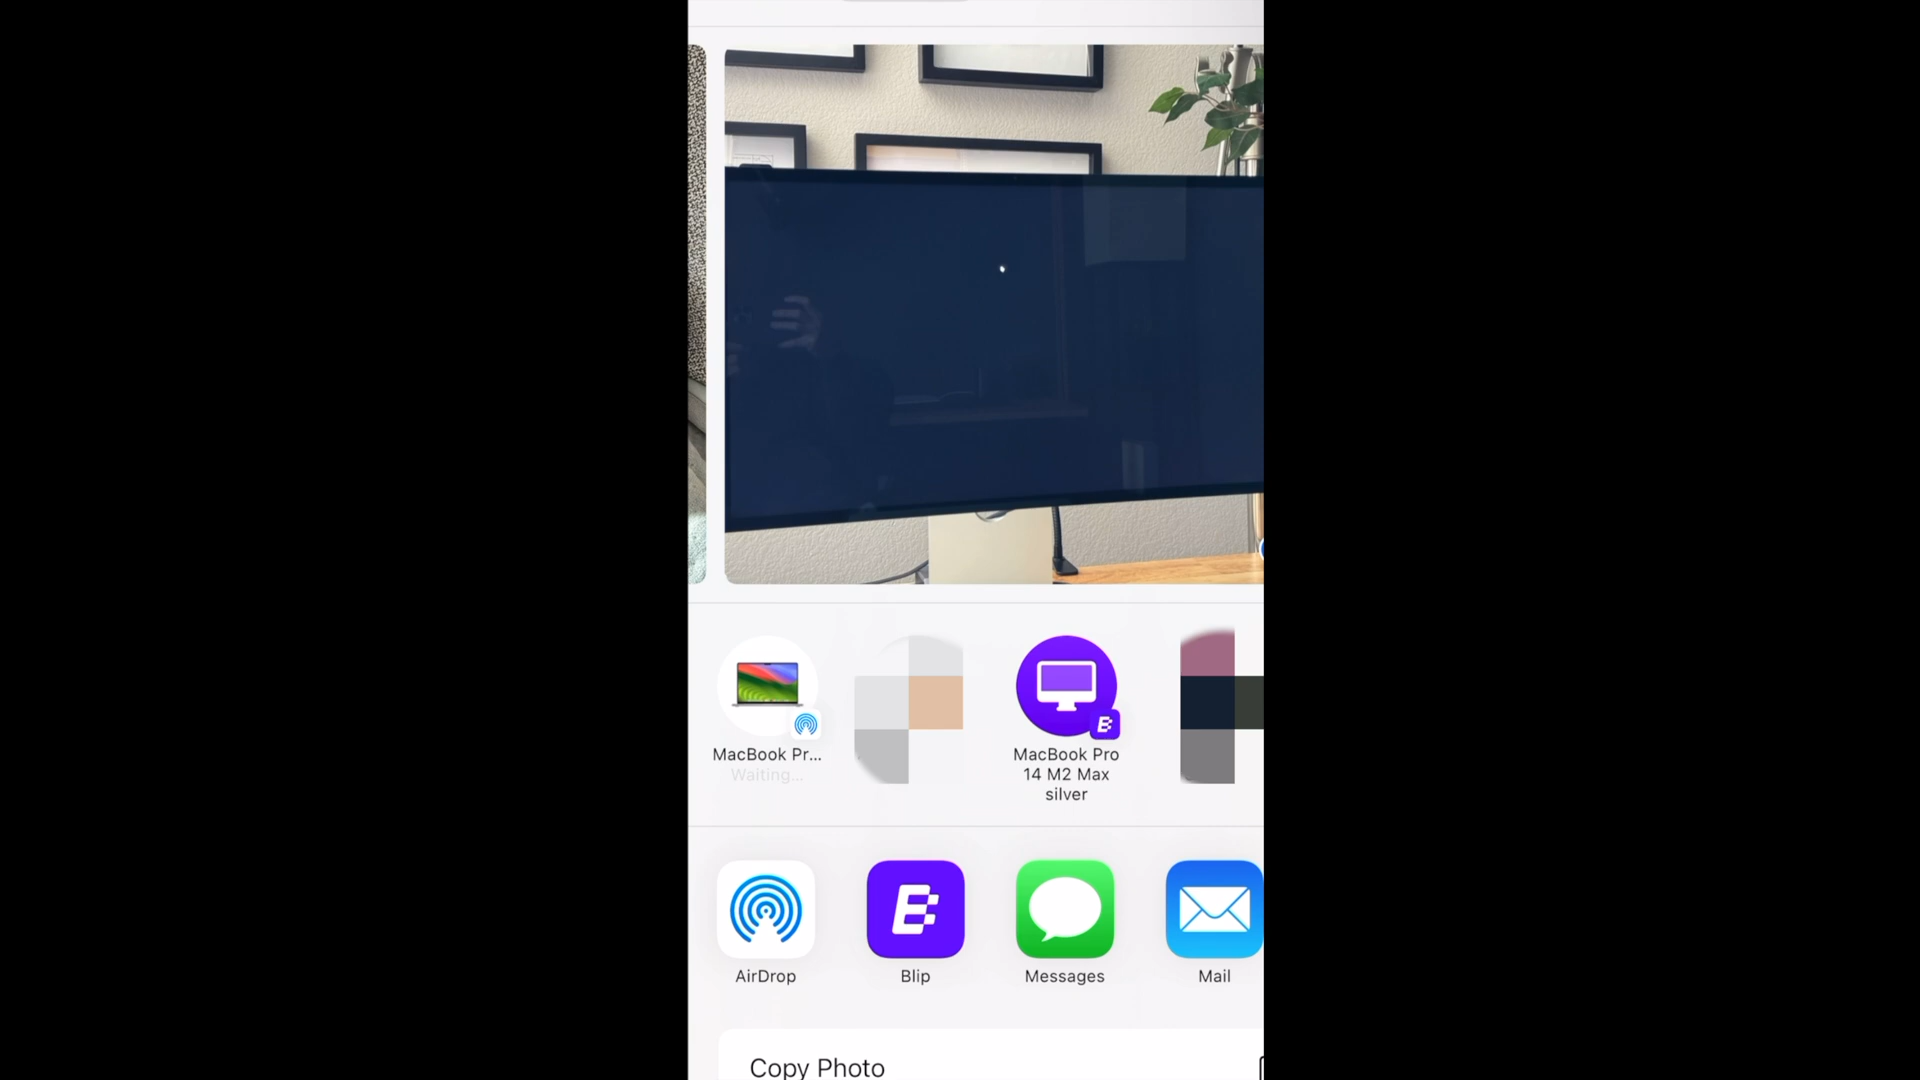 MacBook Pr...
Waiting...
MacBook Pro
14 M2 Max
silver
AirDrop
Blip
Messages
Mail
Copy Photo